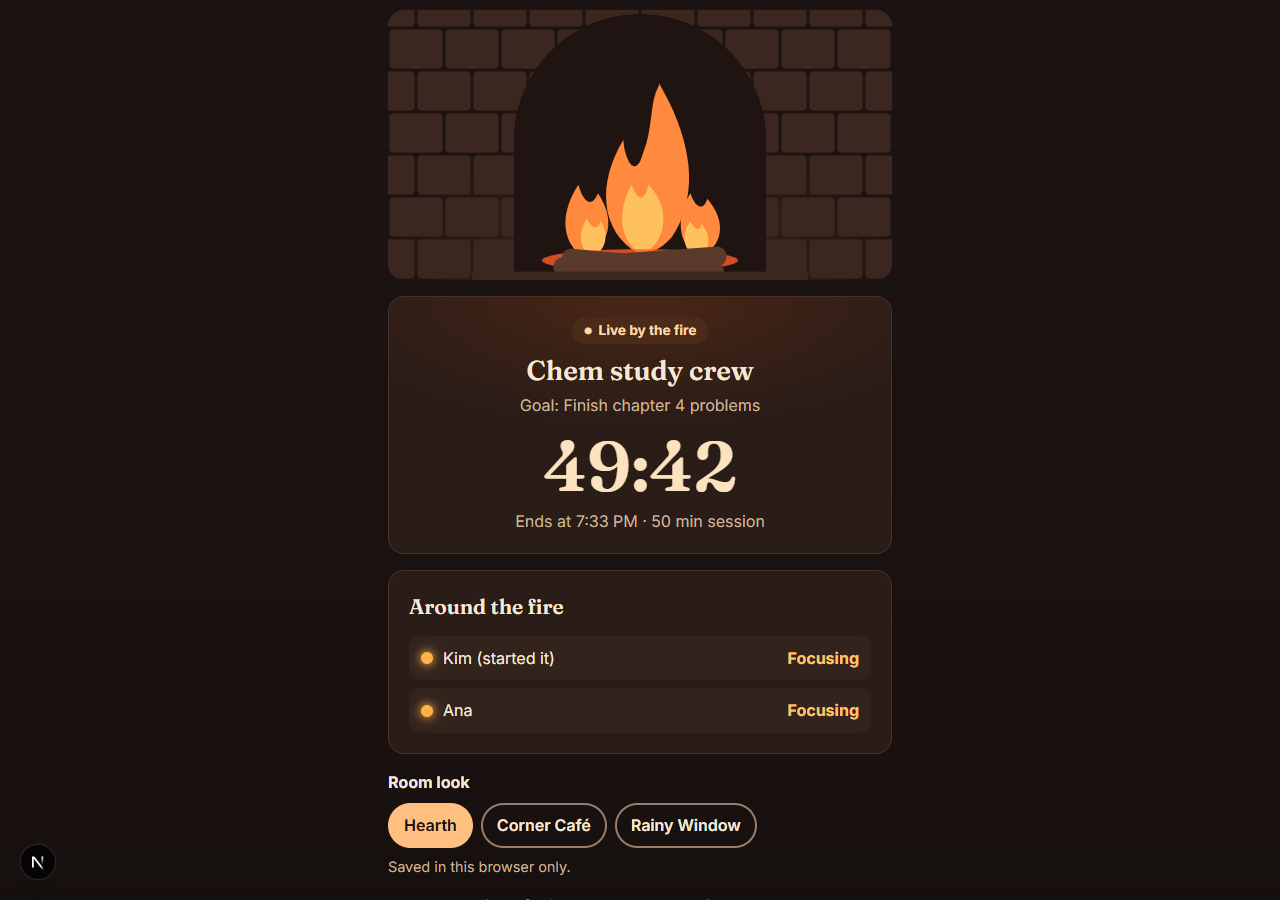 Live by the fire
Chem study crew
Goal: Finish chapter 4 problems
49:42
Ends at 7:33 PM · 50 min session
Around the fire
Kim (started it) Focusing
Ana Focusing
Room look
Hearth Corner Café Rainy Window
Saved in this browser only.
N